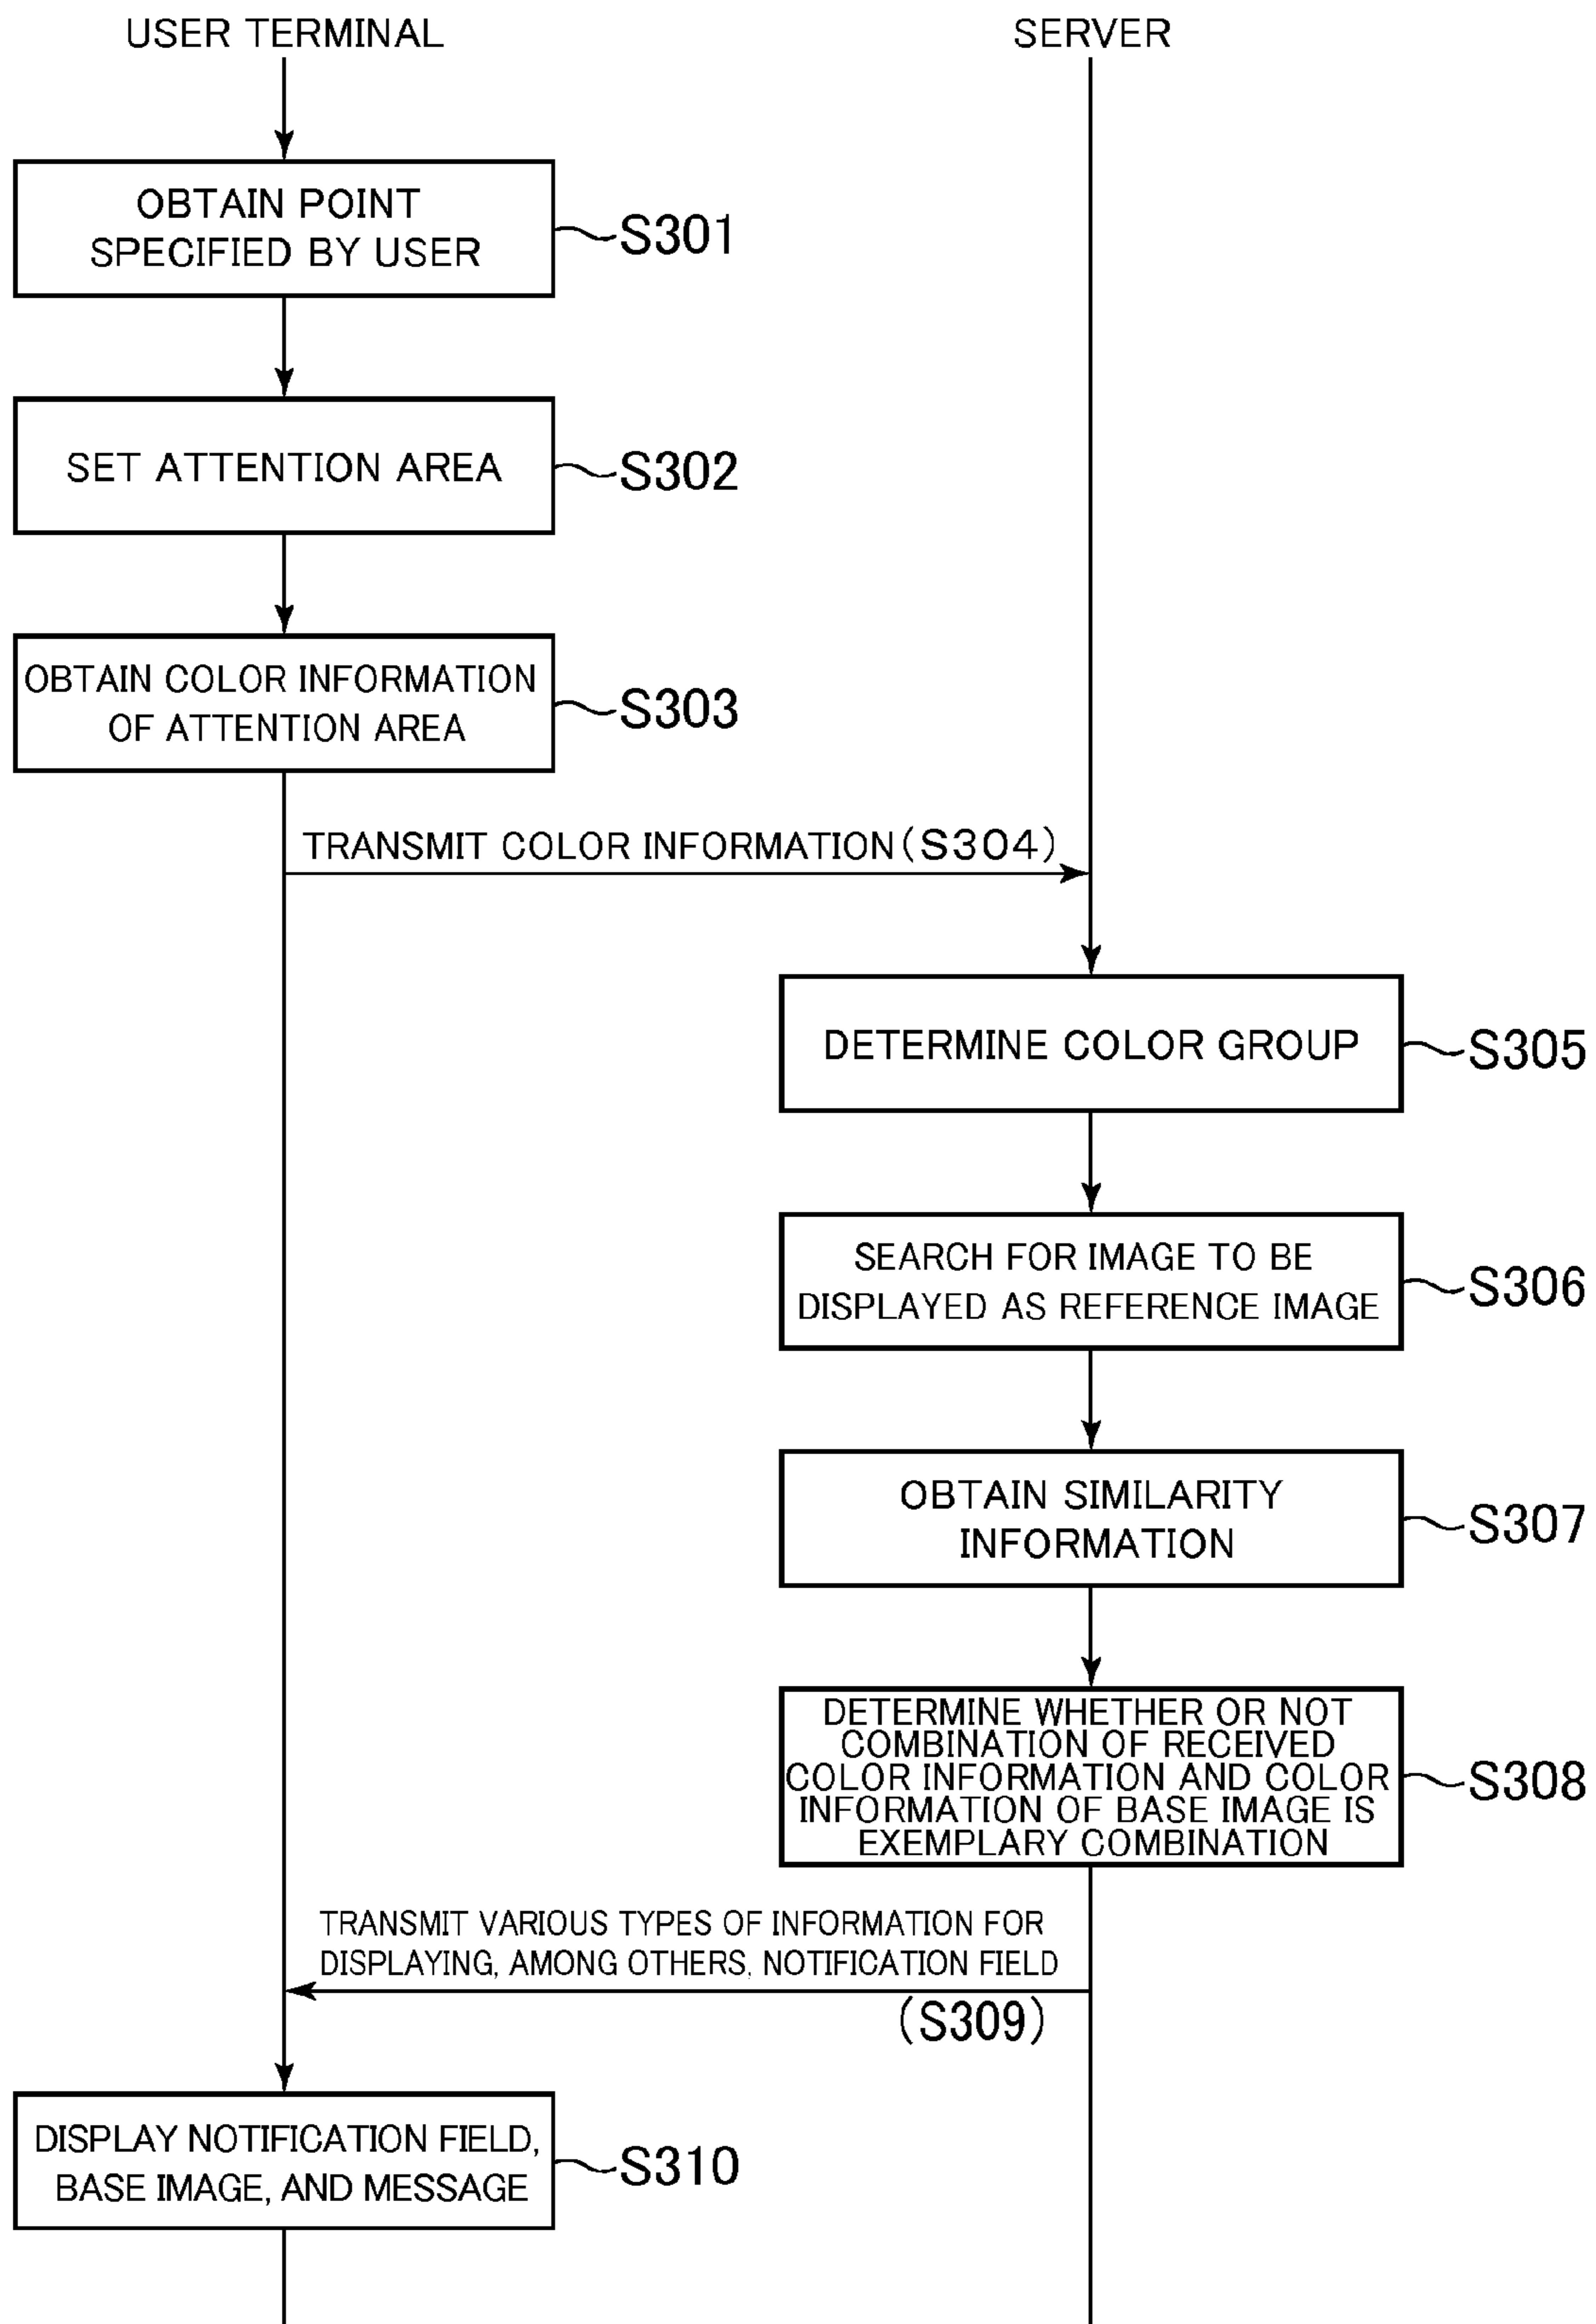 USER TERMINAL
SERVER
OBTAIN POINT
SPECIFIED BY USER
S301
SET ATTENTION AREA
S302
OBTAIN COLOR INFORMATION
OF ATTENTION AREA
S303
TRANSMIT COLOR INFORMATION(S304)
DETERMINE COLOR GROUP
S305
SEARCH FOR IMAGE TO BE
DISPLAYED AS REFERENCE IMAGE
S306
OBTAIN SIMILARITY
INFORMATION
S307
DETERMINE WHETHER OR NOT
COMBINATION OF RECEIVED
COLOR INFORMATION AND COLOR
INFORMATION OF BASE IMAGE IS
EXEMPLARY COMBINATION
S308
TRANSMIT VARIOUS TYPES OF INFORMATION FOR
DISPLAYING, AMONG OTHERS, NOTIFICATION FIELD
(S309)
DISPLAY NOTIFICATION FIELD,
BASE IMAGE, AND MESSAGE
S310